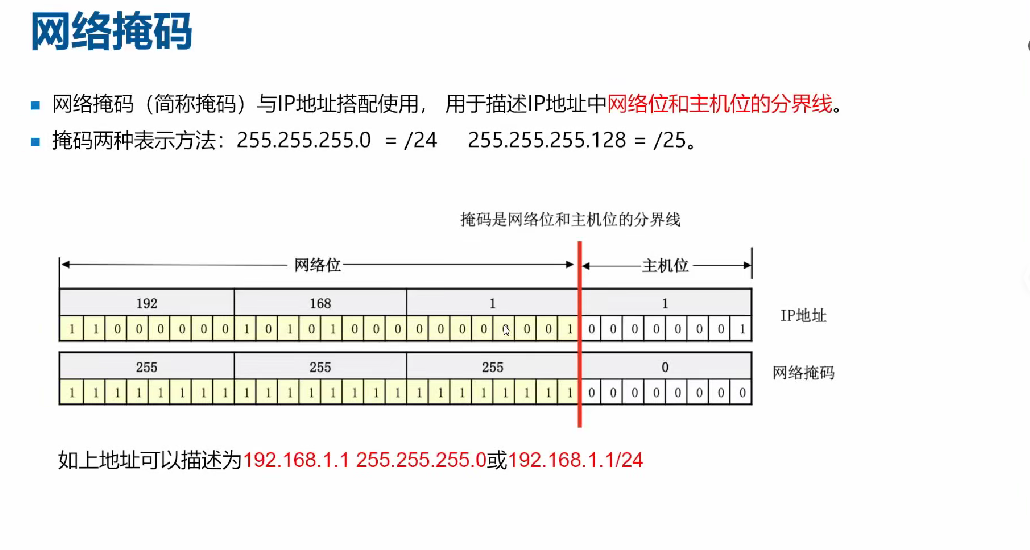 网络掩码
网络掩码（简称掩码）与IP地址搭配使用， 用于描述IP地址中网络位和主机位的分界线。
掩码两种表示方法：255.255.255.0 = /24 255.255.255.128 = /25。
掩码是网络位和主机位的分界线
网络位 主机位
192 168 1 1
1 1 0 0 0 0 0 0 1 0 1 0 1 0 0 0 0 0 0 0 0 0 0 1 0 0 0 0 0 0 0 1 IP地址
255 255 255 0
1 1 1 1 1 1 1 1 1 1 1 1 1 1 1 1 1 1 1 1 1 1 1 1 0 0 0 0 0 0 0 0 网络掩码
如上地址可以描述为192.168.1.1 255.255.255.0或192.168.1.1/24